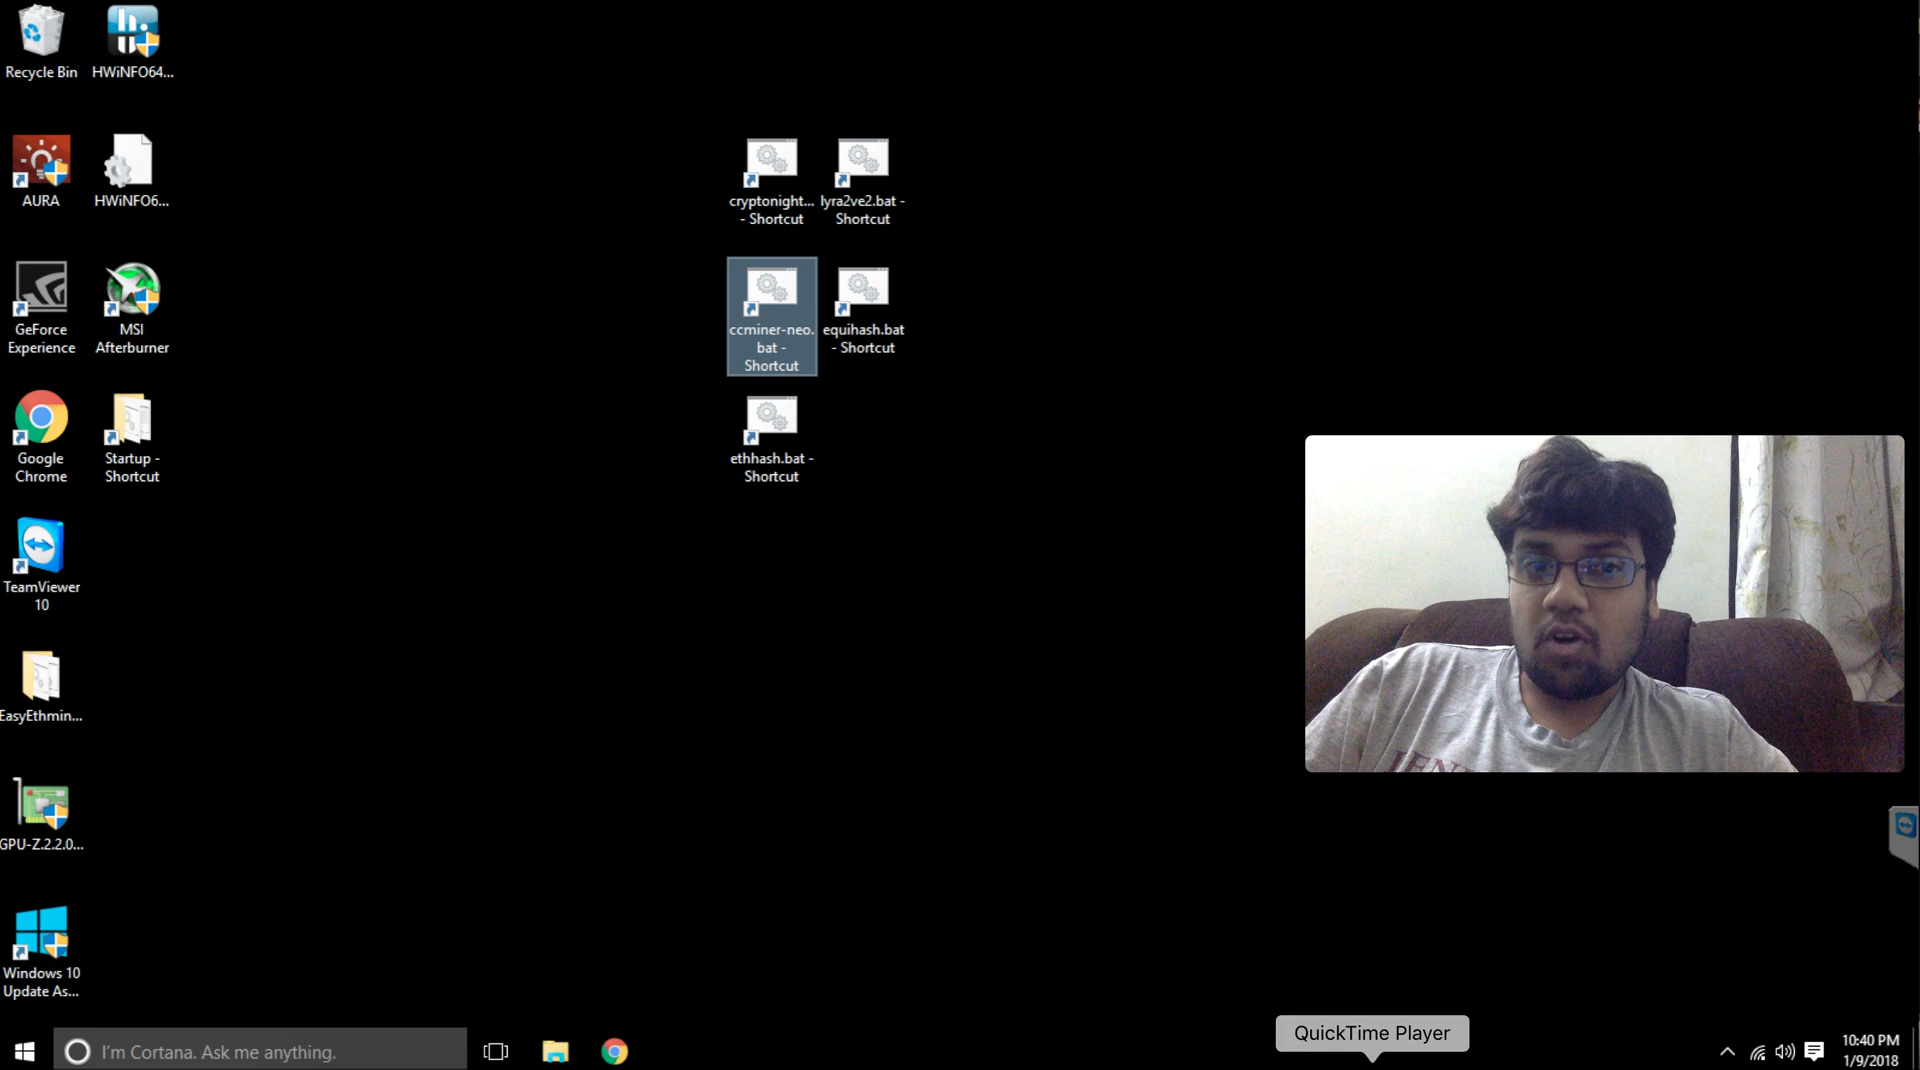 Recycle Bin
HWiNFO64...
AURA
HWiNFO6...
GeForce
Experience
MSI
Afterburner
Google
Chrome
Startup -
Shortcut
TeamViewer
10
EasyEthmin...
GPU-Z.2.2.0...
Windows 10
Update As...
cryptonight...
- Shortcut
lyra2ve2.bat -
Shortcut
ccminer-neo.
bat -
Shortcut
equihash.bat
- Shortcut
ethhash.bat -
Shortcut
I'm Cortana. Ask me anything.
QuickTime Player
10:40 PM
1/9/2018